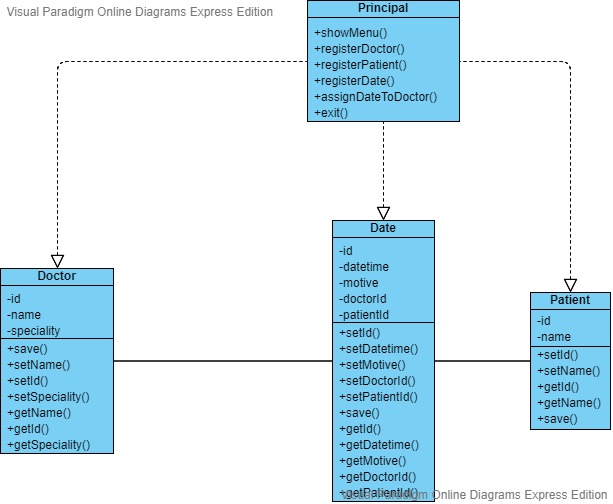 Visual Paradigm Online Diagrams Express Edition
Principal
+showMenu()
+registerDoctor()
+registerPatient()
+registerDate()
+assignDateToDoctor()
+exit()
Doctor
-id
-name
-speciality
+save()
+setName()
+setId()
+setSpeciality()
+getName()
+getId()
+getSpeciality()
Date
-id
-datetime
-motive
-doctorId
-patientId
+setId()
+setDatetime()
+setMotive()
+setDoctorId()
+setPatientId()
+save()
+getId()
+getDatetime()
+getMotive()
+getDoctorId()
+getPatientId()
Patient
-id
-name
+setId()
+setName()
+getId()
+getName()
+save()
Visual Paradigm Online Diagrams Express Edition